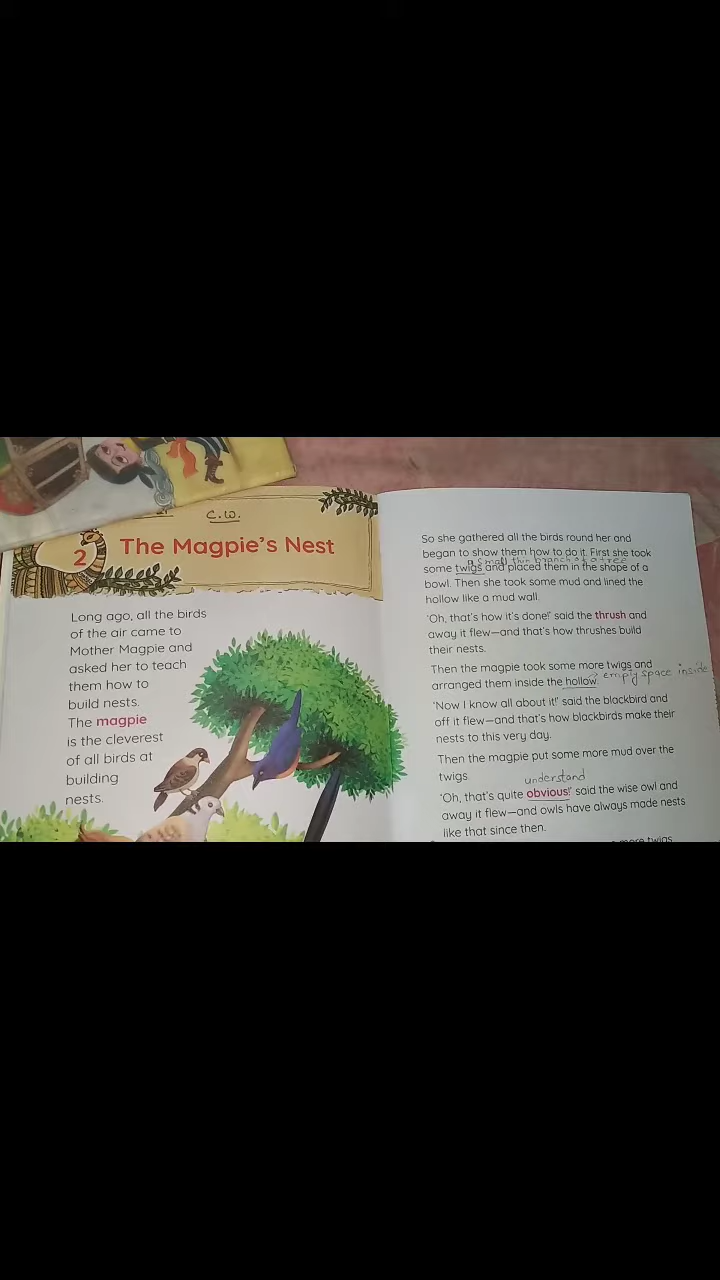 C.W.
2
The Magpie's Nest
Long ago, all the birds
of the air came to
Mother Magpie and
asked her to teach
them how to
build nests.
The magpie
is the cleverest
of all birds at
building
nests.
So she gathered all the birds round her and
began to show them how to do it. First she took
a small thin branch of a tree
some twigs and placed them in the shape of a
bowl. Then she took some mud and lined the
hollow like a mud wall.
'Oh, that's how it's done!' said the thrush and
away it flew—and that's how thrushes build
their nests.
Then the magpie took some more twigs and
arranged them inside the hollow. empty space inside
'Now I know all about it!' said the blackbird and
off it flew—and that's how blackbirds make their
nests to this very day.
Then the magpie put some more mud over the
twigs.
understand
'Oh, that's quite obvious!' said the wise owl and
away it flew—and owls have always made nests
like that since then.
more twigs